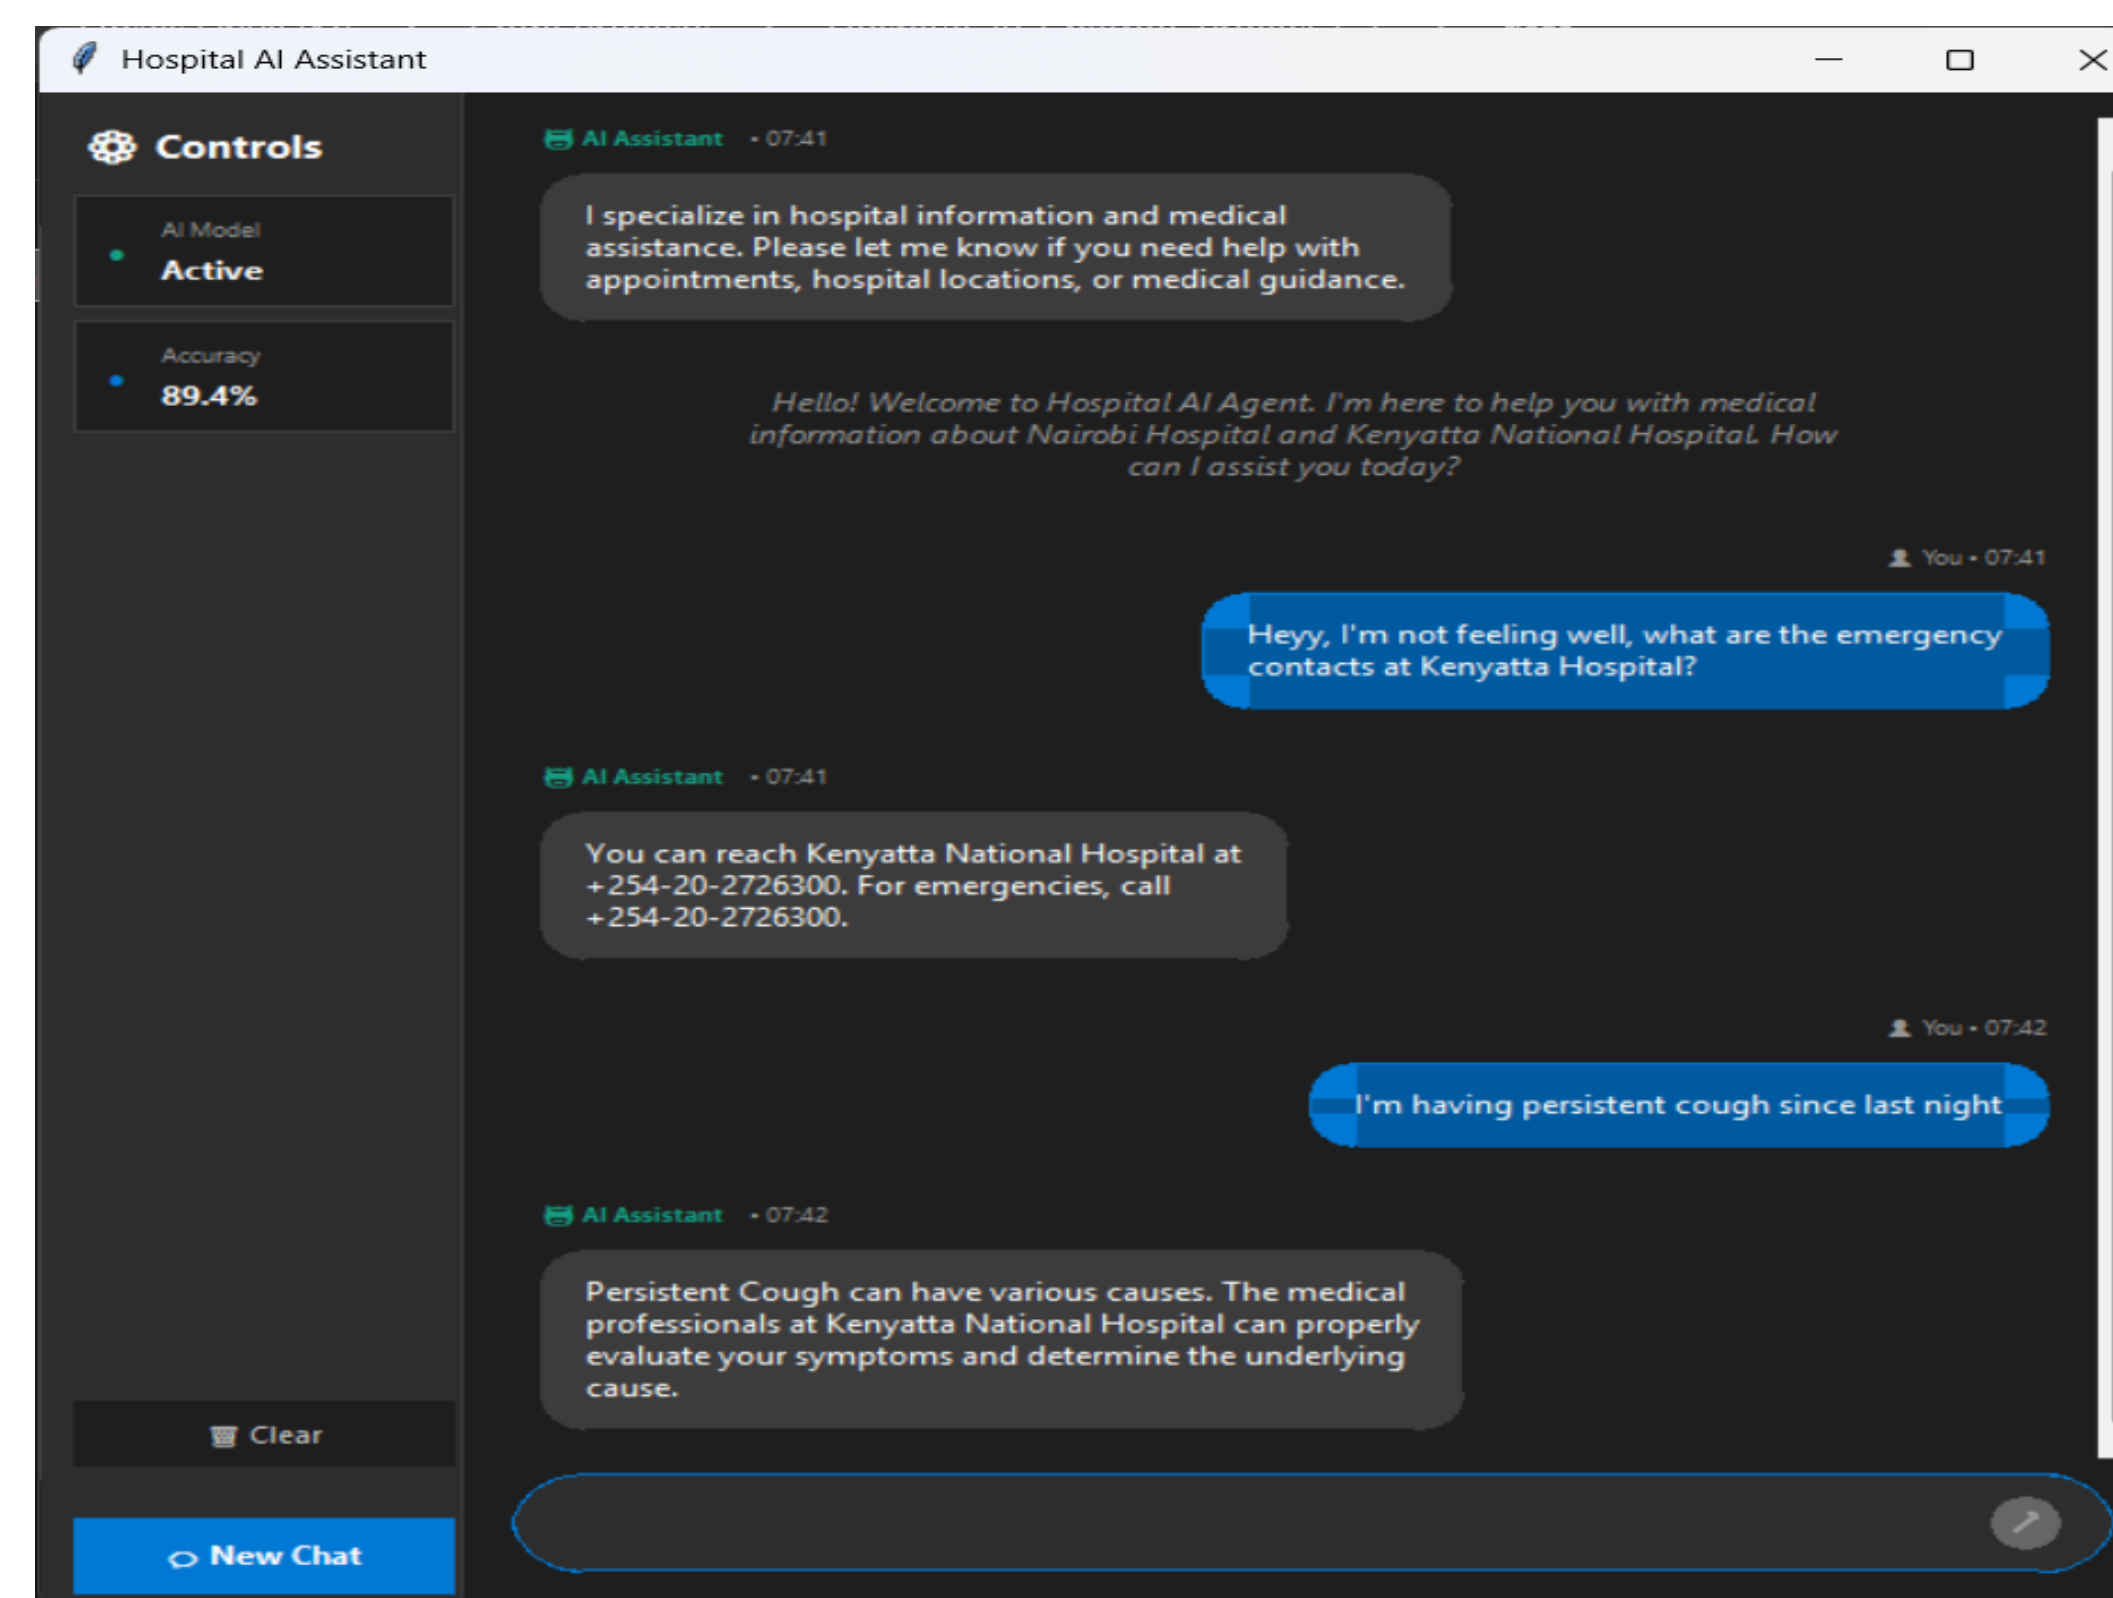 Hospital AI Assistant
Controls
AI Model
Active
Accuracy
89.4%
Clear
New Chat
AI Assistant • 07:41
I specialize in hospital information and medical
assistance. Please let me know if you need help with
appointments, hospital locations, or medical guidance.
Hello! Welcome to Hospital AI Agent. I'm here to help you with medical
information about Nairobi Hospital and Kenyatta National Hospital. How
can I assist you today?
You • 07:41
Heyy, I'm not feeling well, what are the emergency
contacts at Kenyatta Hospital?
AI Assistant • 07:41
You can reach Kenyatta National Hospital at
+254-20-2726300. For emergencies, call
+254-20-2726300.
You • 07:42
I'm having persistent cough since last night
AI Assistant • 07:42
Persistent Cough can have various causes. The medical
professionals at Kenyatta National Hospital can properly
evaluate your symptoms and determine the underlying
cause.